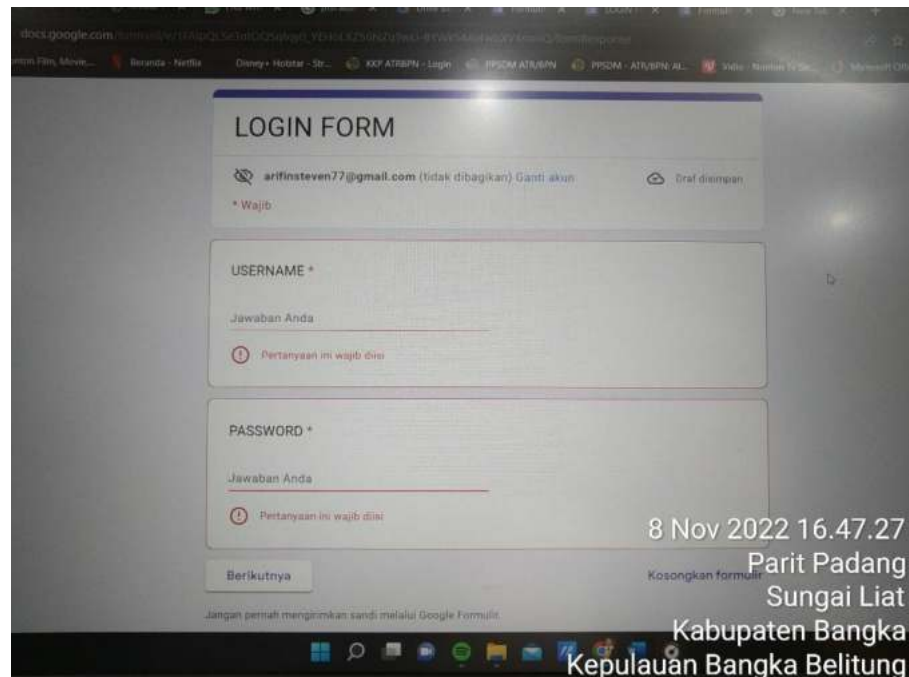 docs.google.com
Beranda - Netflix
Disney+ Hotstar - Str...
KKP ATRBPN - Login
PPSDM ATR/BPN
PPSDM - ATR/BPN: AL...
LOGIN FORM
arifinsteven77@gmail.com (tidak dibagikan) Ganti akun
Draf disimpan
* Wajib
USERNAME *
Jawaban Anda
Pertanyaan ini wajib diisi
PASSWORD *
Jawaban Anda
Pertanyaan ini wajib diisi
Berikutnya
Kosongkan formulir
Jangan pernah mengirimkan sandi melalui Google Formulir.
8 Nov 2022 16.47.27
Parit Padang
Sungai Liat
Kabupaten Bangka
Kepulauan Bangka Belitung